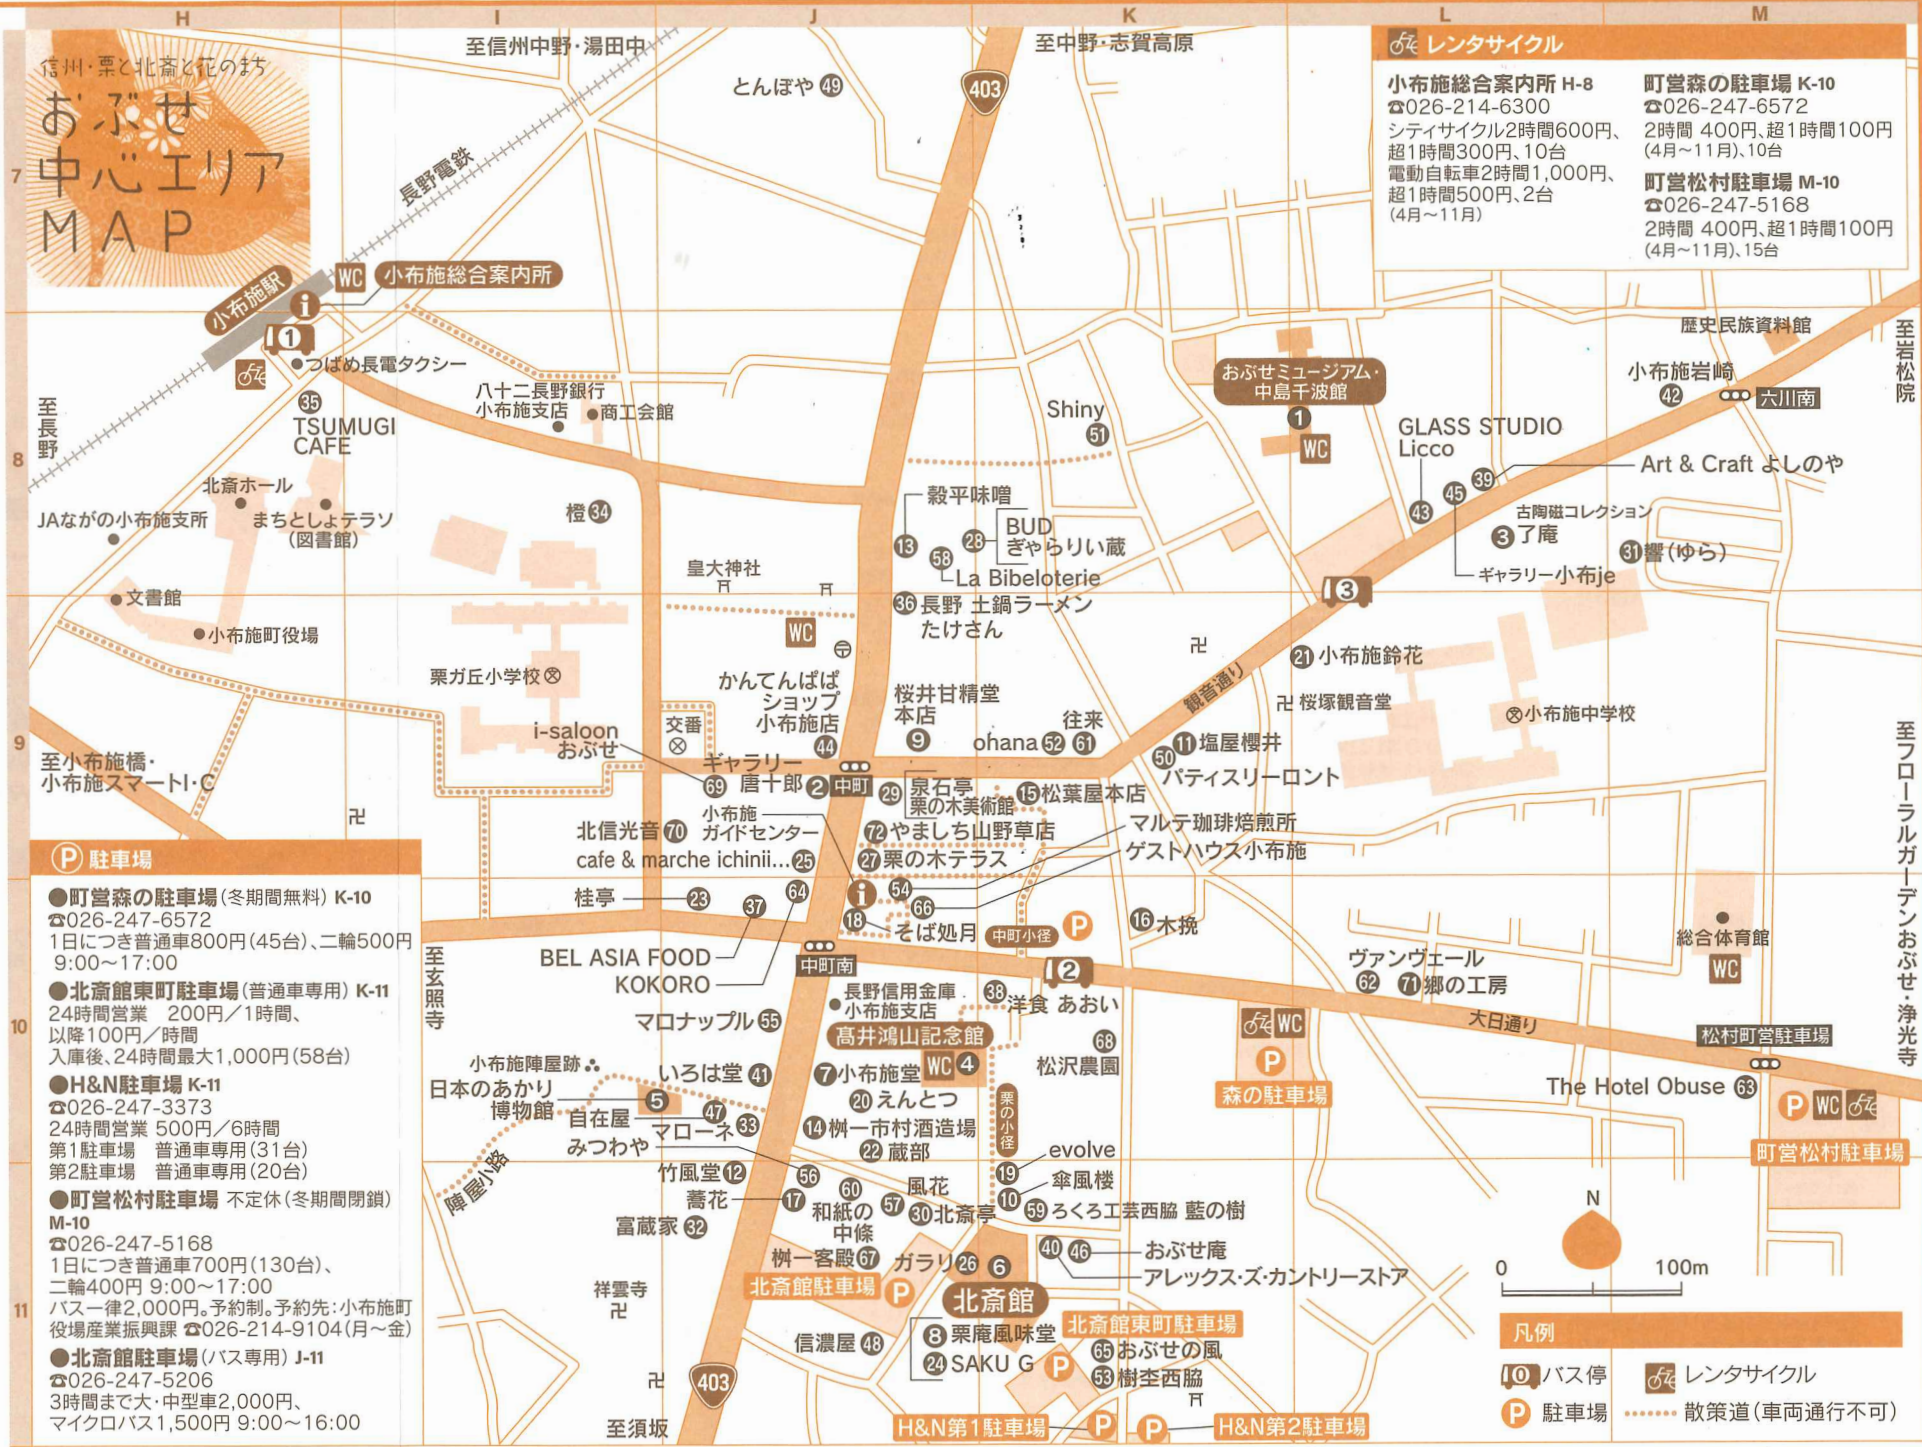 H I J K L M
7
8
9
10
11
信州・栗と北斎と花のまち
おぶせ
中心エリア
MAP
至信州中野・湯田中
長野電鉄
とんぼや 49
403
至中野・志賀高原
レンタサイクル
小布施総合案内所 H-8
☎026-214-6300
シティサイクル2時間600円、
超1時間300円、10台
電動自転車2時間1,000円、
超1時間500円、2台
(4月～11月)
町営森の駐車場 K-10
☎026-247-6572
2時間 400円、超1時間100円
(4月～11月)、10台
町営松村駐車場 M-10
☎026-247-5168
2時間 400円、超1時間100円
(4月～11月)、15台
小布施駅
WC
小布施総合案内所
i
1
つばめ長電タクシー
35
TSUMUGI
CAFE
至長野
八十二長野銀行
小布施支店
商工会館
北斎ホール
JAながの小布施支所
まちとしょテラソ
(図書館)
橙 34
文書館
小布施町役場
栗ガ丘小学校
至小布施橋・
小布施スマートI・C
Shiny
51
おぶせミュージアム・
中島千波館
1
WC
歴史民族資料館
小布施岩崎
42
六川南
至岩松院
GLASS STUDIO
Licco
43
45
39
Art & Craft よしのや
古陶磁コレクション
3 了庵
31 響(ゆら)
ギャラリー小布je
穀平味噌
13
58
28
BUD
ぎゃらりい蔵
La Bibeloterie
36 長野 土鍋ラーメン
たけさん
皇大神社
WC
3
観音通り
21 小布施鈴花
桜塚観音堂
小布施中学校
至フローラルガーデンおぶせ・浄光寺
かんてんぱぱ
ショップ
小布施店
44
桜井甘精堂
本店
9
交番
i-saloon
おぶせ
69
ギャラリー
唐十郎 2
中町
ohana 52
往来
61
11 塩屋櫻井
50
パティスリーロント
29
泉石亭
栗の木美術館
15 松葉屋本店
小布施
ガイドセンター
北信光音 70
cafe & marche ichinii… 25
72 やましち山野草店
27 栗の木テラス
マルテ珈琲焙煎所
ゲストハウス小布施
桂亭
23
37
64
i
54
66
18
そば処月
中町小径
P
16 木挽
BEL ASIA FOOD
KOKORO
中町南
2
至玄照寺
総合体育館
WC
ヴァンヴェール
62
71 郷の工房
大日通り
松村町営駐車場
長野信用金庫
小布施支店
38
洋食 あおい
マロナップル 55
髙井鴻山記念館
WC 4
68
松沢農園
WC
P
森の駐車場
The Hotel Obuse 63
P WC
町営松村駐車場
小布施陣屋跡
日本のあかり
博物館
5
いろは堂 41
7 小布施堂
20 えんとつ
自在屋
47
マローネ 33
みつわや
14 桝一市村酒造場
22 蔵部
栗の小径
evolve
19
傘風楼
10
陣屋小路
竹風堂 12
56
蕎花
17
60
和紙の
中條
57
風花
30 北斎亭
59 ろくろ工芸西脇 藍の樹
富蔵家 32
桝一客殿 67
ガラリ 26
6
北斎館
北斎館駐車場
P
40
46
おぶせ庵
アレックス・ズ・カントリーストア
祥雲寺
信濃屋 48
8 栗庵風味堂
24 SAKU G
北斎館東町駐車場
P
65 おぶせの風
53 樹杢西脇
403
至須坂
H&N第1駐車場
P
P
H&N第2駐車場
P 駐車場
●町営森の駐車場(冬期間無料) K-10
☎026-247-6572
1日につき普通車800円(45台)、二輪500円
9:00～17:00
●北斎館東町駐車場(普通車専用) K-11
24時間営業 200円／1時間、
以降100円／時間
入庫後、24時間最大1,000円(58台)
●H&N駐車場 K-11
☎026-247-3373
24時間営業 500円／6時間
第1駐車場 普通車専用(31台)
第2駐車場 普通車専用(20台)
●町営松村駐車場 不定休(冬期間閉鎖)
M-10
☎026-247-5168
1日につき普通車700円(130台)、
二輪400円 9:00～17:00
バス一律2,000円。予約制。予約先：小布施町
役場産業振興課 ☎026-214-9104(月～金)
●北斎館駐車場(バス専用) J-11
☎026-247-5206
3時間まで大・中型車2,000円、
マイクロバス1,500円 9:00～16:00
N
0 100m
凡例
0 バス停
レンタサイクル
P 駐車場
散策道(車両通行不可)